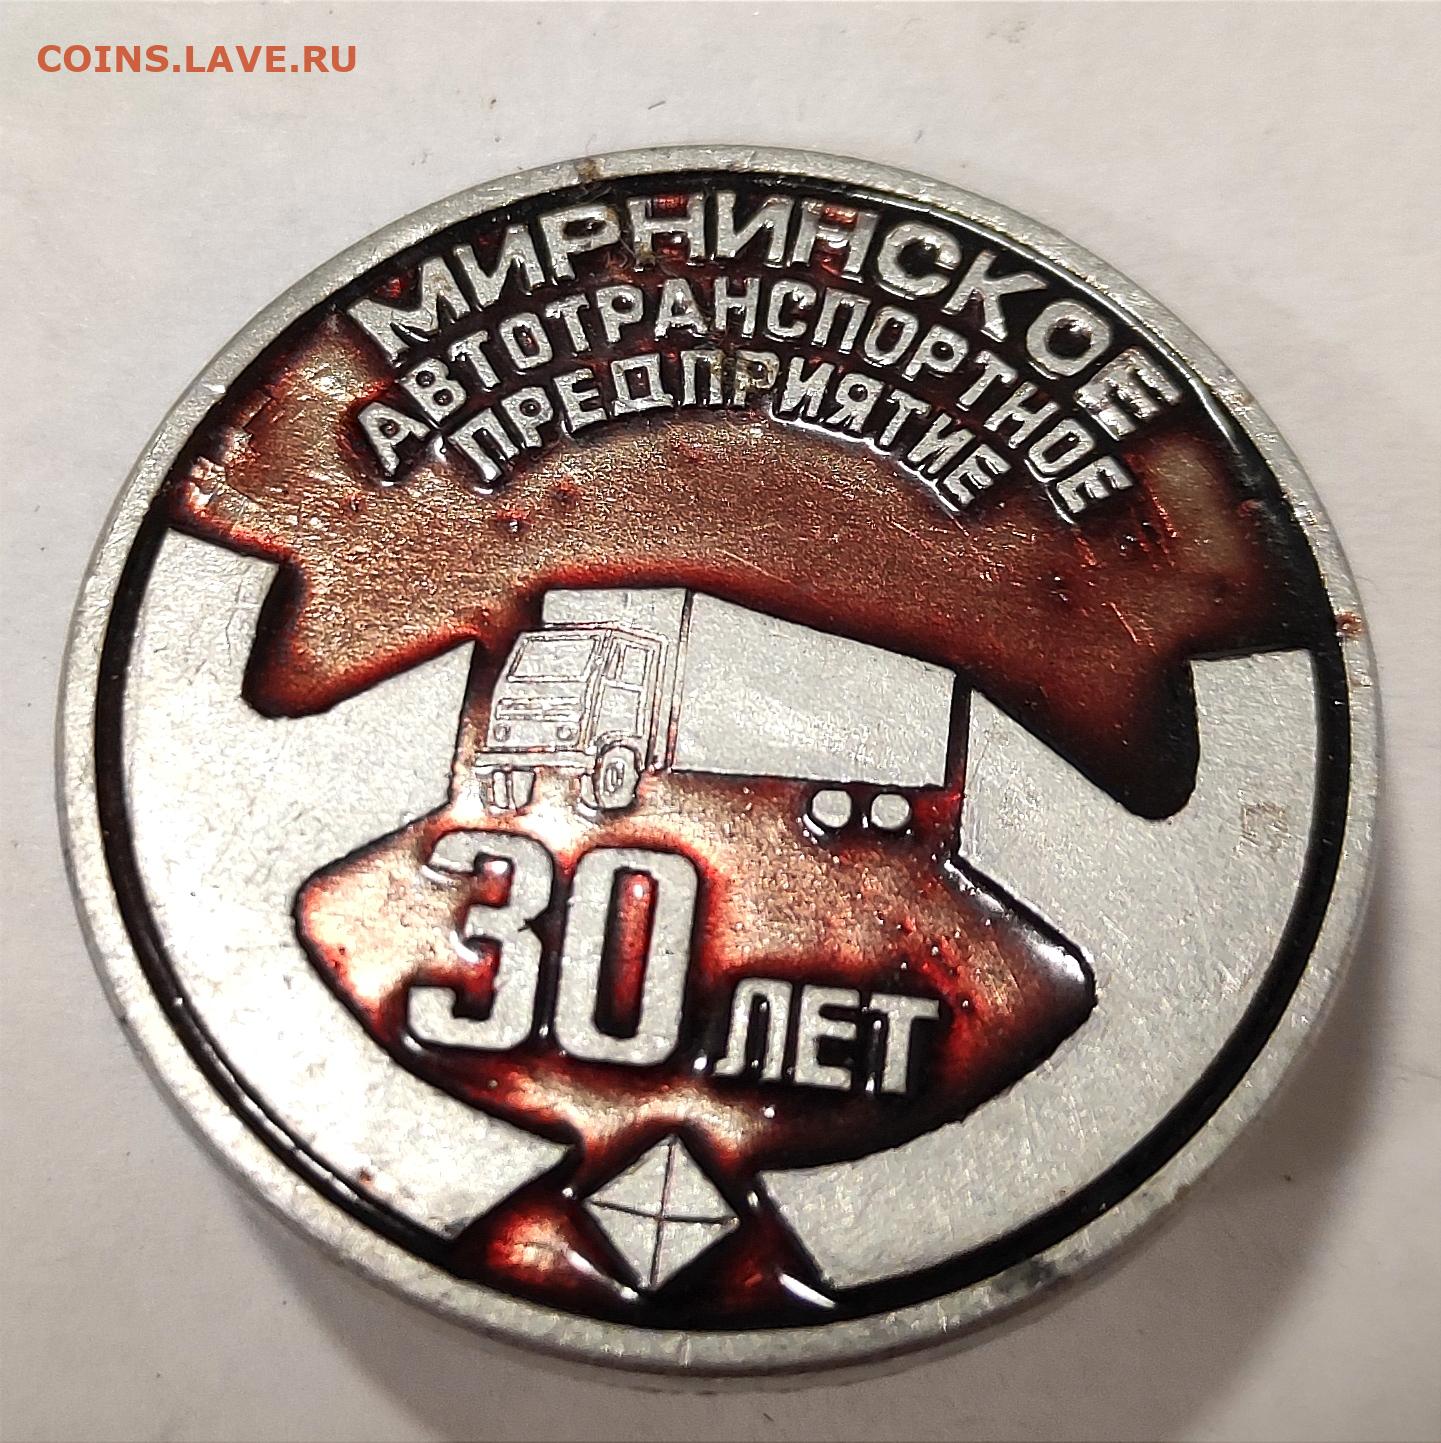 COINS.LAVE.RU
МИРНИНСКОЕ
АВТОТРАНСПОРТНОЕ
ПРЕДПРИЯТИЕ
30 ЛЕТ